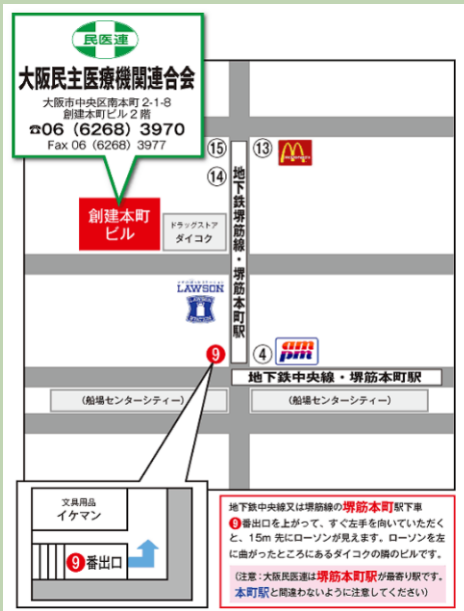 民医連
大阪民主医療機関連合会
大阪市中央区南本町2-1-8
創建本町ビル2階
☎06（6268）3970
Fax 06（6268）3977
⑮
⑬
⑭
地下鉄堺筋線・堺筋本町駅
創建本町
ビル
ドラッグストア
ダイコク
LAWSON
❾
④
am
pm
地下鉄中央線・堺筋本町駅
（船場センターシティー）
（船場センターシティー）
文具用品
イケマン
❾番出口
地下鉄中央線又は堺筋線の堺筋本町駅下車
❾番出口を上がって、すぐ左手を向いていただく
と、15m 先にローソンが見えます。ローソンを左
に曲がったところにあるダイコクの隣のビルです。
（注意：大阪民医連は堺筋本町駅が最寄り駅です。
本町駅と間違わないように注意してください）